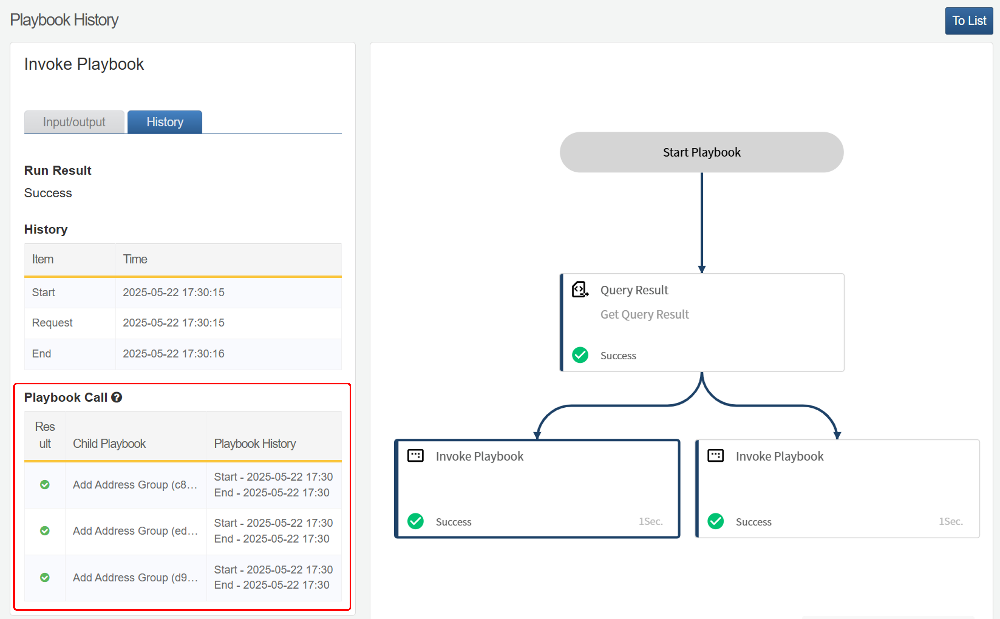 Playbook History
To List
Invoke Playbook
Input/output
History
Run Result
Success
History
Item Time
Start 2025-05-22 17:30:15
Request 2025-05-22 17:30:15
End 2025-05-22 17:30:16
Playbook Call ?
Res
ult Child Playbook Playbook History
Add Address Group (c8... Start - 2025-05-22 17:30
End - 2025-05-22 17:30
Add Address Group (ed... Start - 2025-05-22 17:30
End - 2025-05-22 17:30
Add Address Group (d9... Start - 2025-05-22 17:30
End - 2025-05-22 17:30
Start Playbook
Query Result
Get Query Result
Success
Invoke Playbook
Success 1Sec.
Invoke Playbook
Success 1Sec.